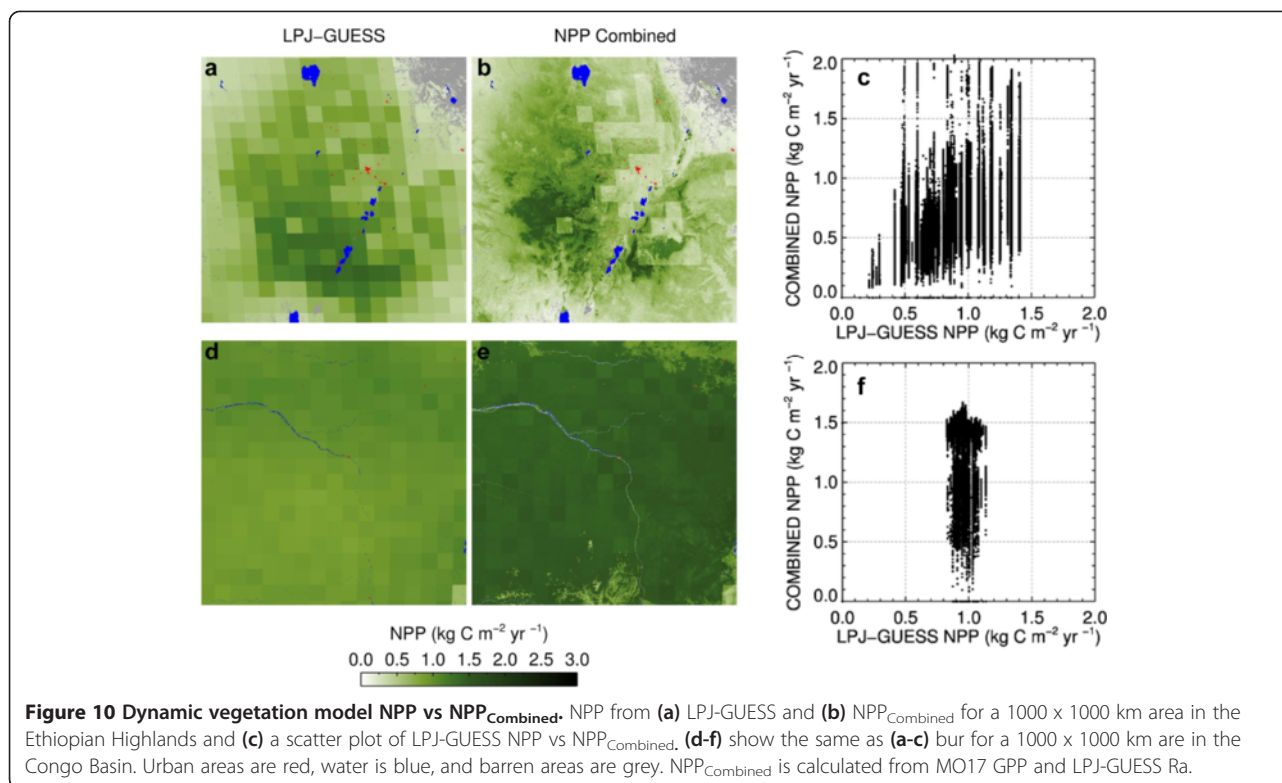 LPJ-GUESS
NPP Combined
a
b
c
COMBINED NPP (kg C m⁻² yr⁻¹)
2.0
1.5
1.0
0.5
0.0
0.0 0.5 1.0 1.5 2.0
LPJ-GUESS NPP (kg C m⁻² yr⁻¹)
d
e
f
COMBINED NPP (kg C m⁻² yr⁻¹)
2.0
1.5
1.0
0.5
0.0
0.0 0.5 1.0 1.5 2.0
LPJ-GUESS NPP (kg C m⁻² yr⁻¹)
NPP (kg C m⁻² yr⁻¹)
0.0 0.5 1.0 1.5 2.0 2.5 3.0
Figure 10 Dynamic vegetation model NPP vs NPPCombined. NPP from (a) LPJ-GUESS and (b) NPPCombined for a 1000 x 1000 km area in the
Ethiopian Highlands and (c) a scatter plot of LPJ-GUESS NPP vs NPPCombined. (d-f) show the same as (a-c) bur for a 1000 x 1000 km are in the
Congo Basin. Urban areas are red, water is blue, and barren areas are grey. NPPCombined is calculated from MO17 GPP and LPJ-GUESS Ra.